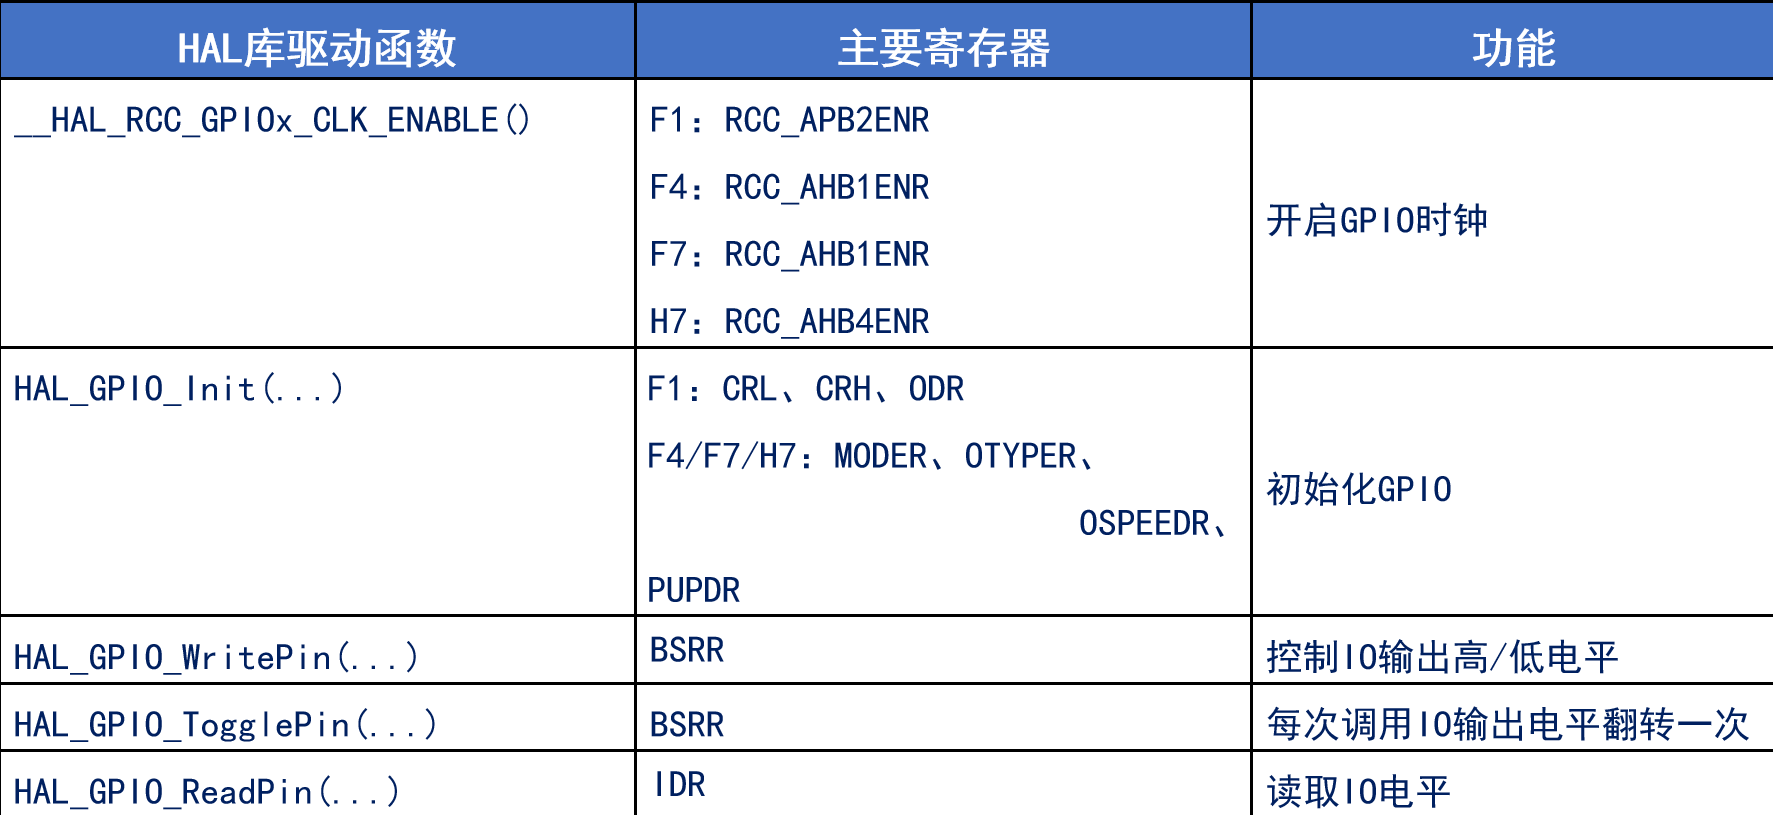 HAL库驱动函数 主要寄存器 功能
__HAL_RCC_GPIOx_CLK_ENABLE()
F1：RCC_APB2ENR
F4：RCC_AHB1ENR
F7：RCC_AHB1ENR
H7：RCC_AHB4ENR
开启GPIO时钟
HAL_GPIO_Init(...)
F1：CRL、CRH、ODR
F4/F7/H7：MODER、OTYPER、
OSPEEDR、
PUPDR
初始化GPIO
HAL_GPIO_WritePin(...) BSRR 控制IO输出高/低电平
HAL_GPIO_TogglePin(...) BSRR 每次调用IO输出电平翻转一次
HAL_GPIO_ReadPin(...) IDR 读取IO电平